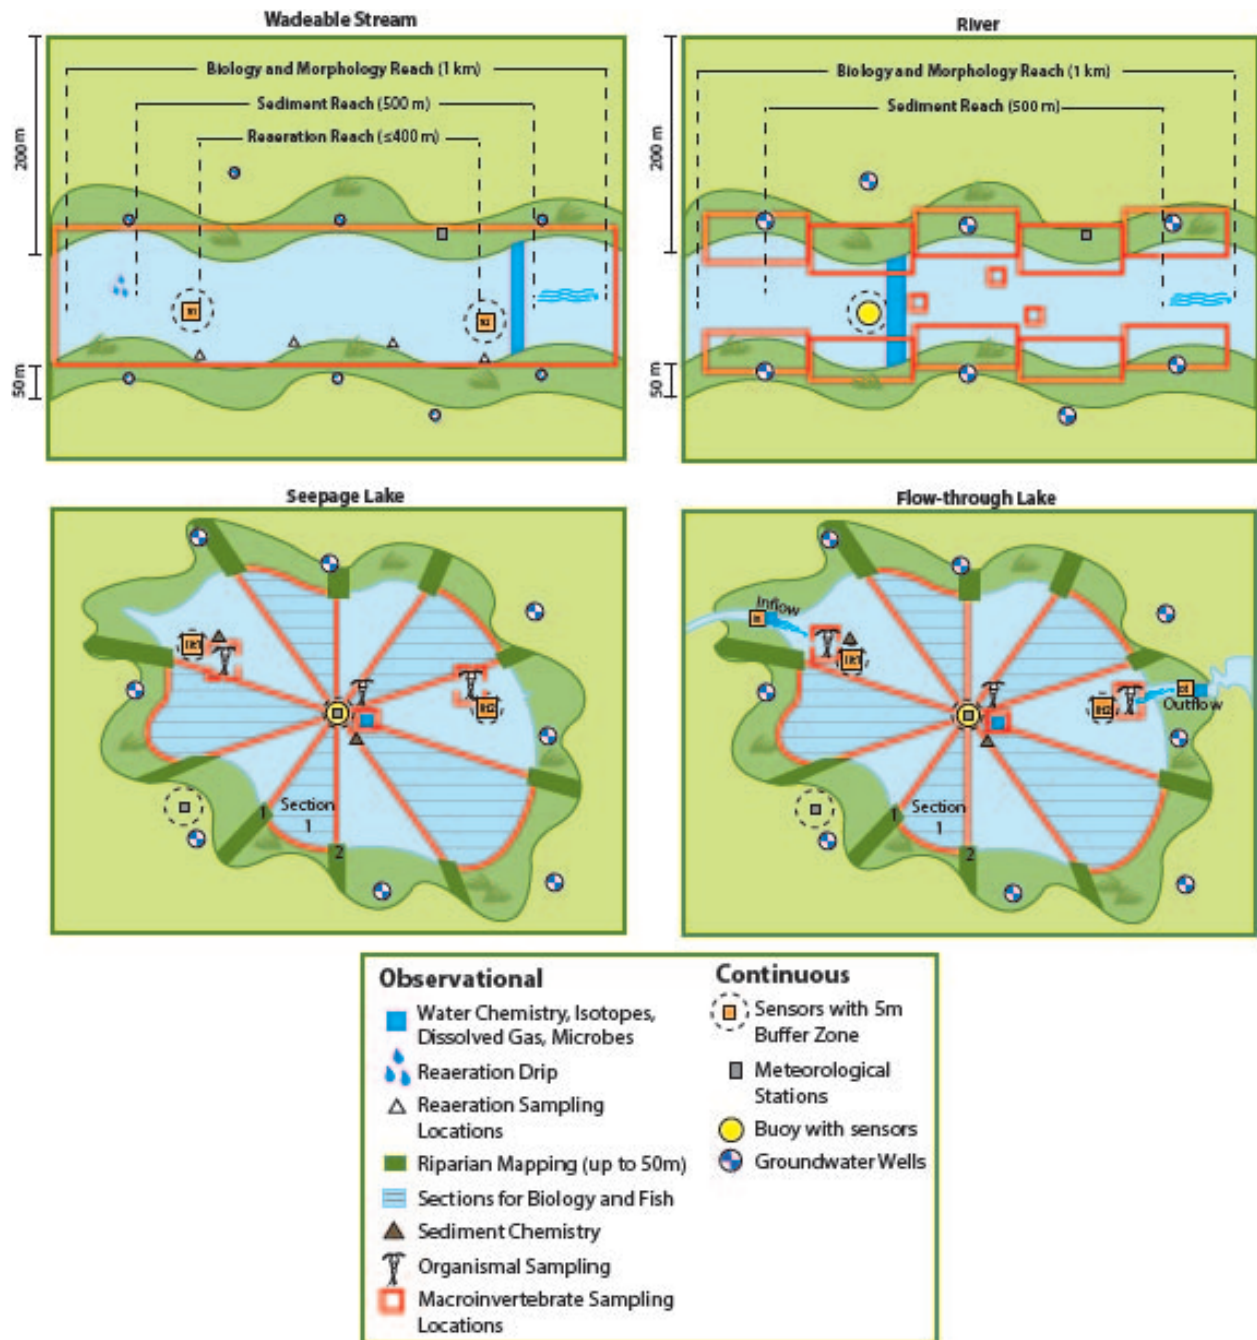 Wadeable Stream
Biology and Morphology Reach (1 km)
Sediment Reach (500 m)
Reaeration Reach (≤400 m)
200 m
50 m
River
Biology and Morphology Reach (1 km)
Sediment Reach (500 m)
200 m
50 m
Seepage Lake
Section
1
1
2
Flow-through Lake
Inflow
Outflow
Section
1
1
2
Observational
Water Chemistry, Isotopes,
Dissolved Gas, Microbes
Reaeration Drip
Reaeration Sampling
Locations
Riparian Mapping (up to 50m)
Sections for Biology and Fish
Sediment Chemistry
Organismal Sampling
Macroinvertebrate Sampling
Locations
Continuous
Sensors with 5m
Buffer Zone
Meteorological
Stations
Buoy with sensors
Groundwater Wells